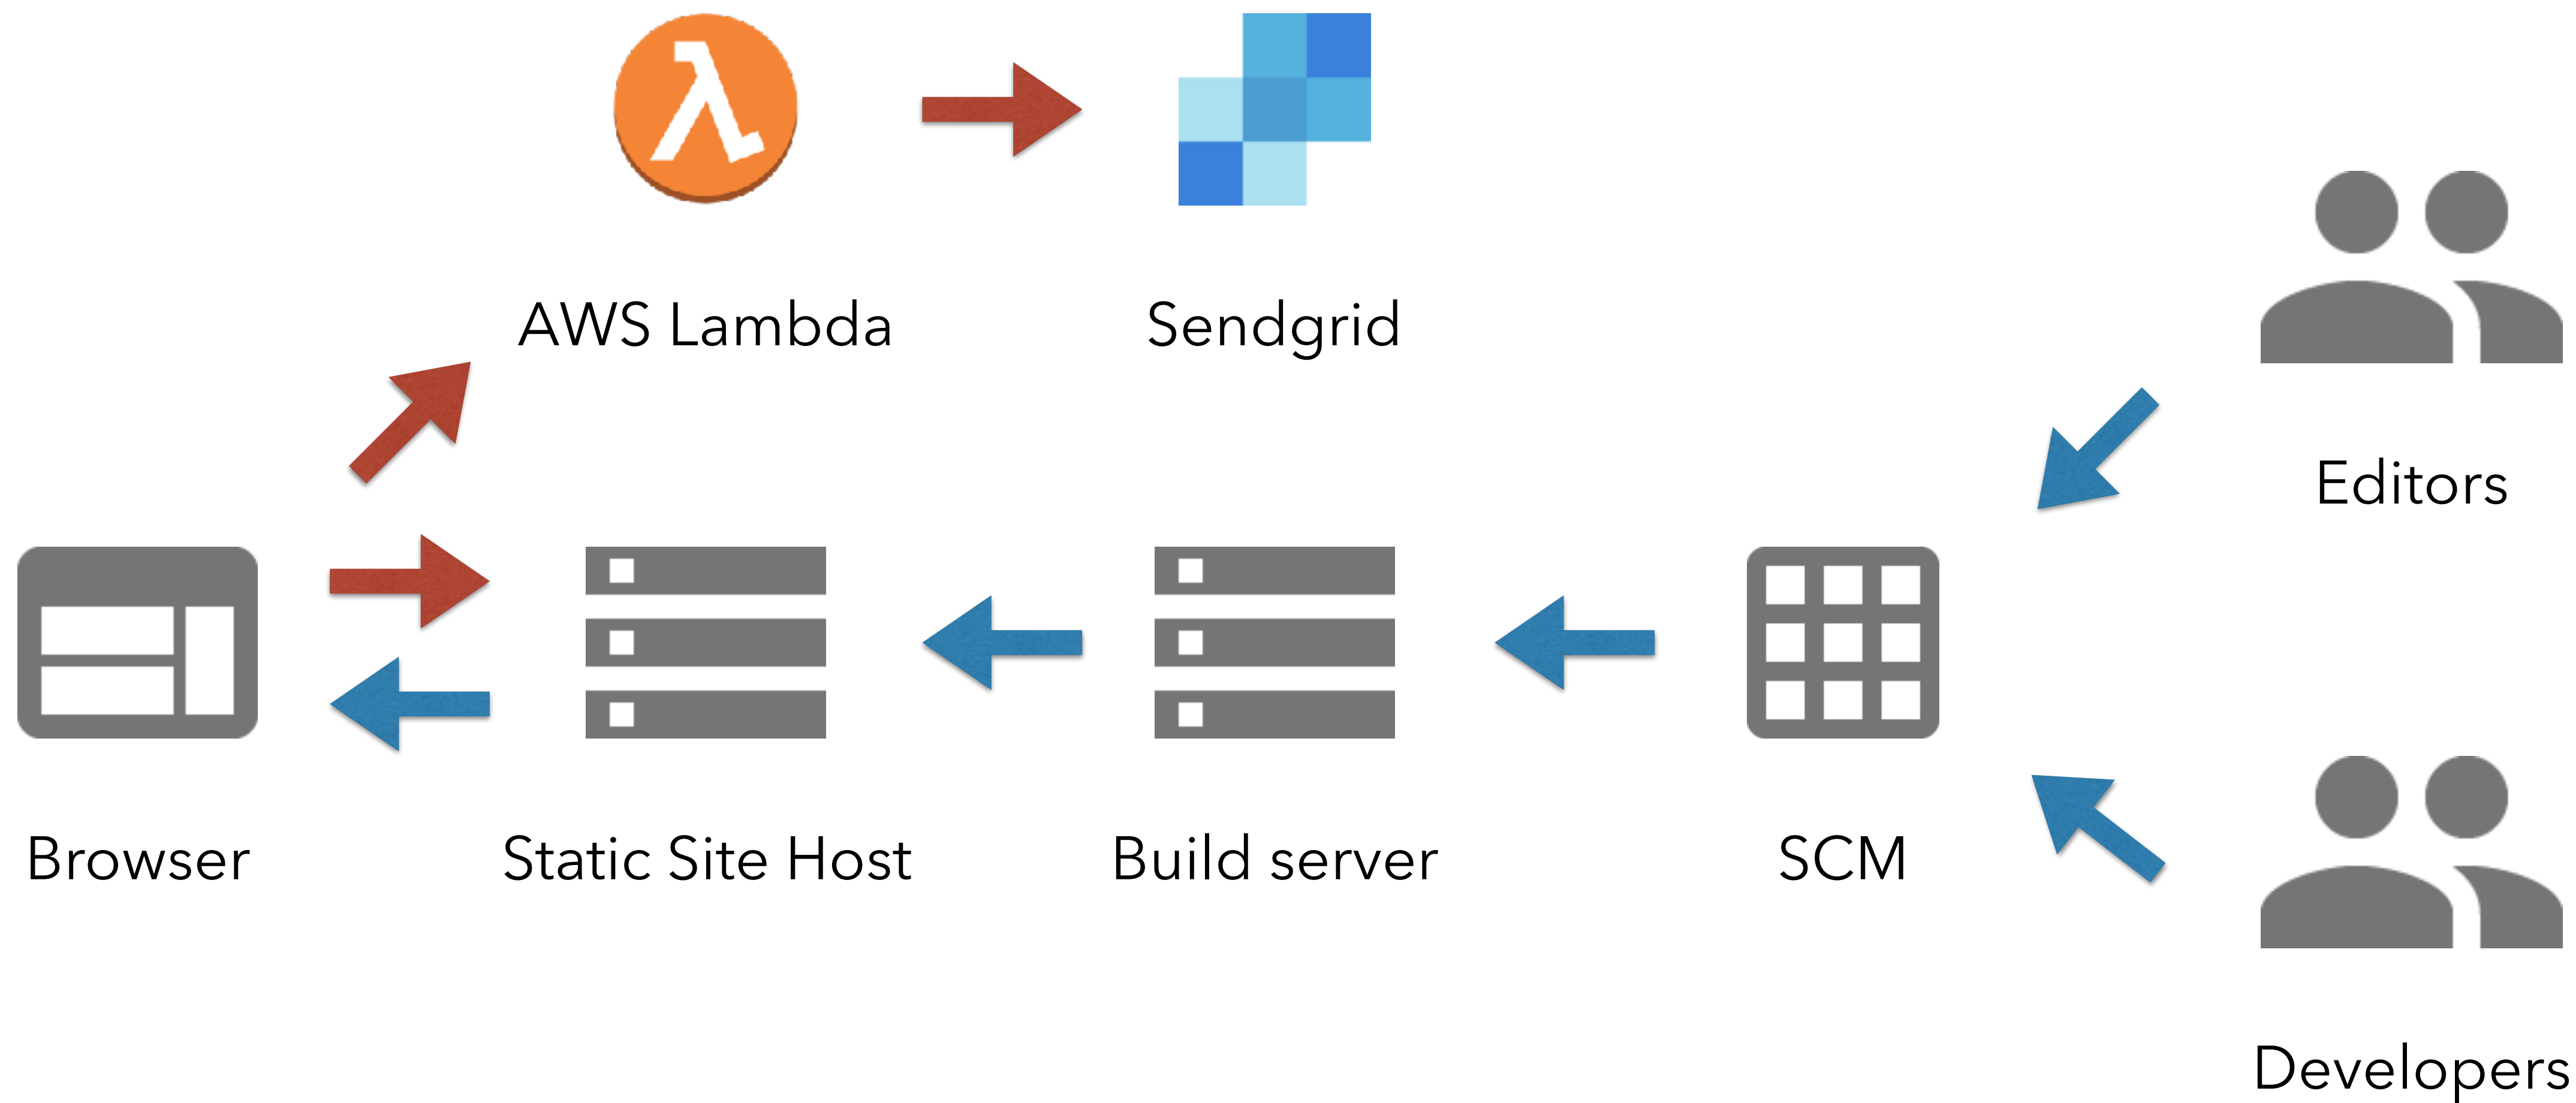 AWS Lambda
Sendgrid
Editors
Browser
Static Site Host
Build server
SCM
Developers